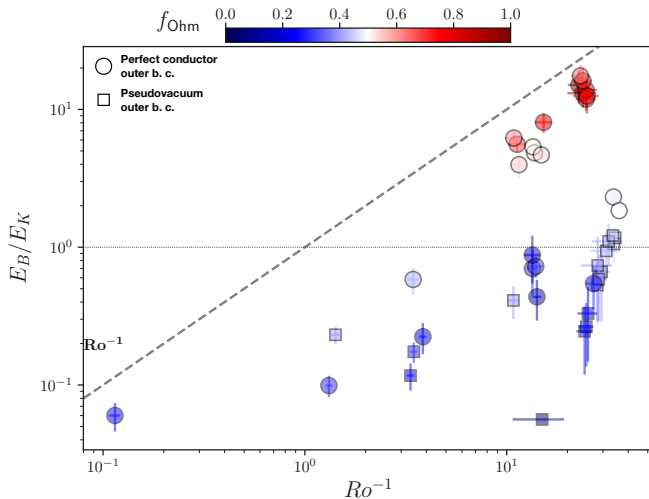 f_Ohm
0.0 0.2 0.4 0.6 0.8 1.0
Perfect conductor
outer b. c.
Pseudovacuum
outer b. c.
10^1
10^0
10^{-1}
E_B/E_K
Ro^{-1}
10^{-1} 10^0 10^1
Ro^{-1}